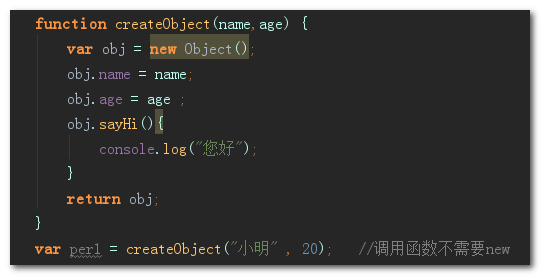 function createObject(name,age) {
var obj = new Object();
obj.name = name;
obj.age = age ;
obj.sayHi(){
console.log("您好");
}
return obj;
}
var per1 = createObject("小明" , 20); //调用函数不需要new